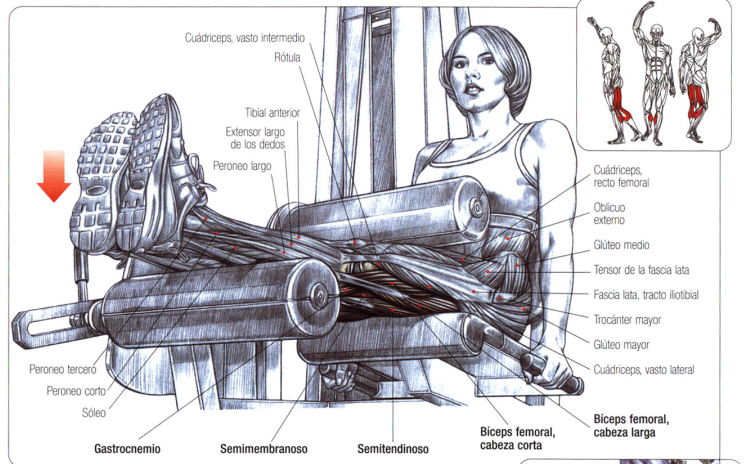 Cuádriceps, vasto intermedio
Rótula
Tibial anterior
Extensor largo
de los dedos
Peroneo largo
Cuádriceps,
recto femoral
Oblicuo
externo
Glúteo medio
Tensor de la fascia lata
Fascia lata, tracto iliotibial
Trocánter mayor
Glúteo mayor
Cuádriceps, vasto lateral
Peroneo tercero
Peroneo corto
Sóleo
Gastrocnemio
Semimembranoso
Semitendinoso
Bíceps femoral,
cabeza corta
Bíceps femoral,
cabeza larga